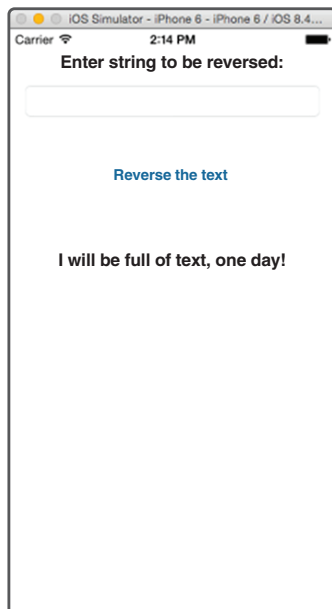 iOS Simulator - iPhone 6 - iPhone 6 / iOS 8.4...
Carrier 2:14 PM
Enter string to be reversed:
Reverse the text
I will be full of text, one day!